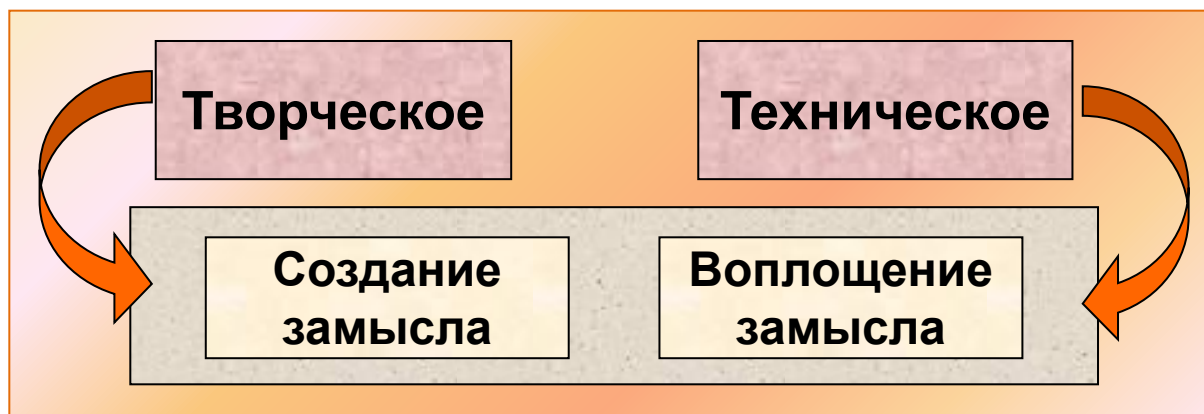 Творческое
Техническое
Создание
замысла
Воплощение
замысла